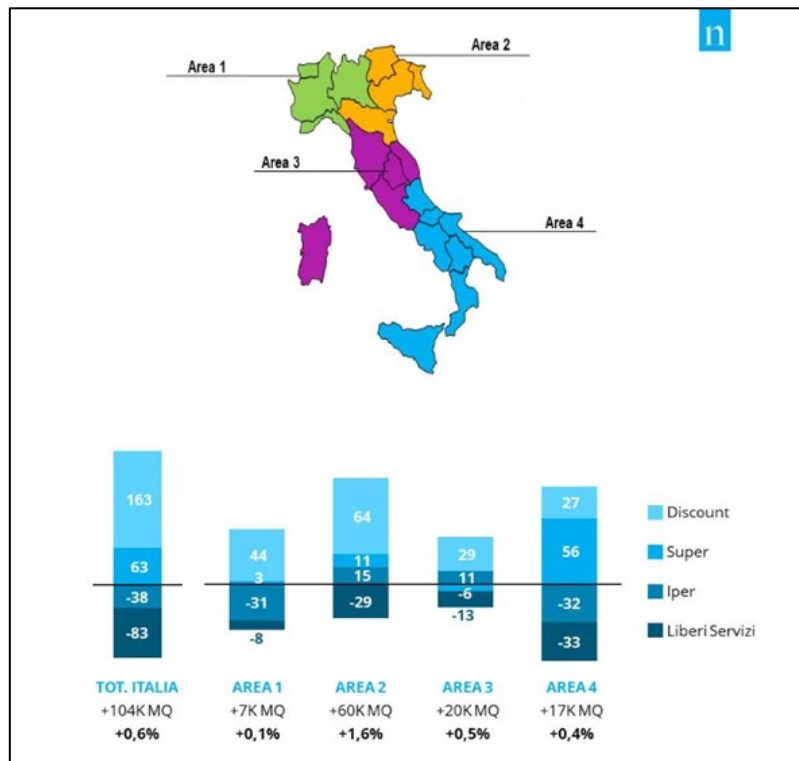 n
Area 2
Area 1
Area 3
Area 4
163
63
-38
-83
44
3
-31
-8
64
11
15
-29
29
11
-6
-13
27
56
-32
-33
Discount
Super
Iper
Liberi Servizi
TOT. ITALIA AREA 1 AREA 2 AREA 3 AREA 4
+104K MQ +7K MQ +60K MQ +20K MQ +17K MQ
+0,6% +0,1% +1,6% +0,5% +0,4%